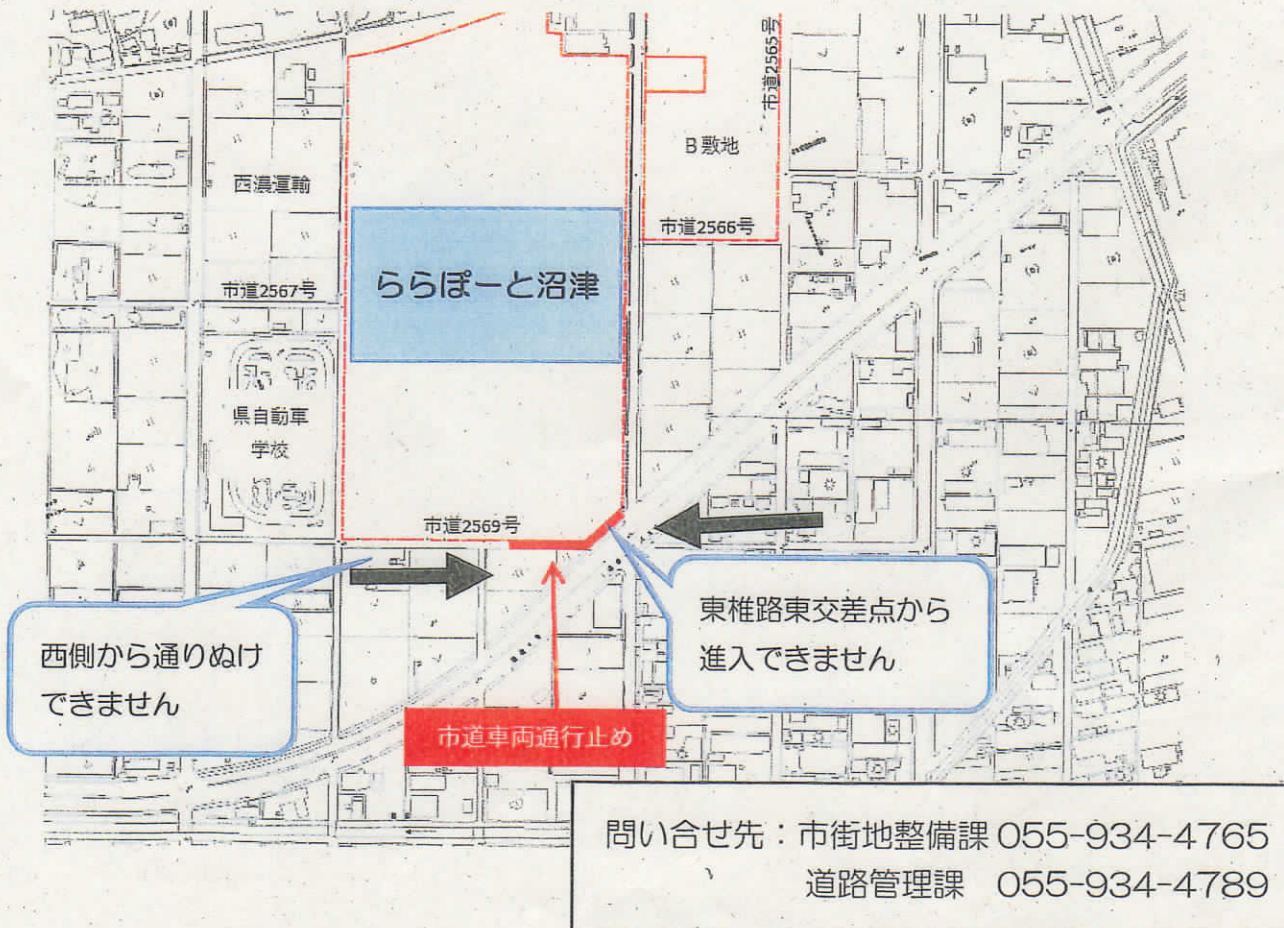 市道2565号
B敷地
西濃運輸
市道2566号
ららぽーと沼津
市道2567号
県自動車
学校
市道2569号
西側から通りぬけ
できません
東椎路東交差点から
進入できません
市道車両通行止め
問い合せ先:市街地整備課 055-934-4765
道路管理課 055-934-4789